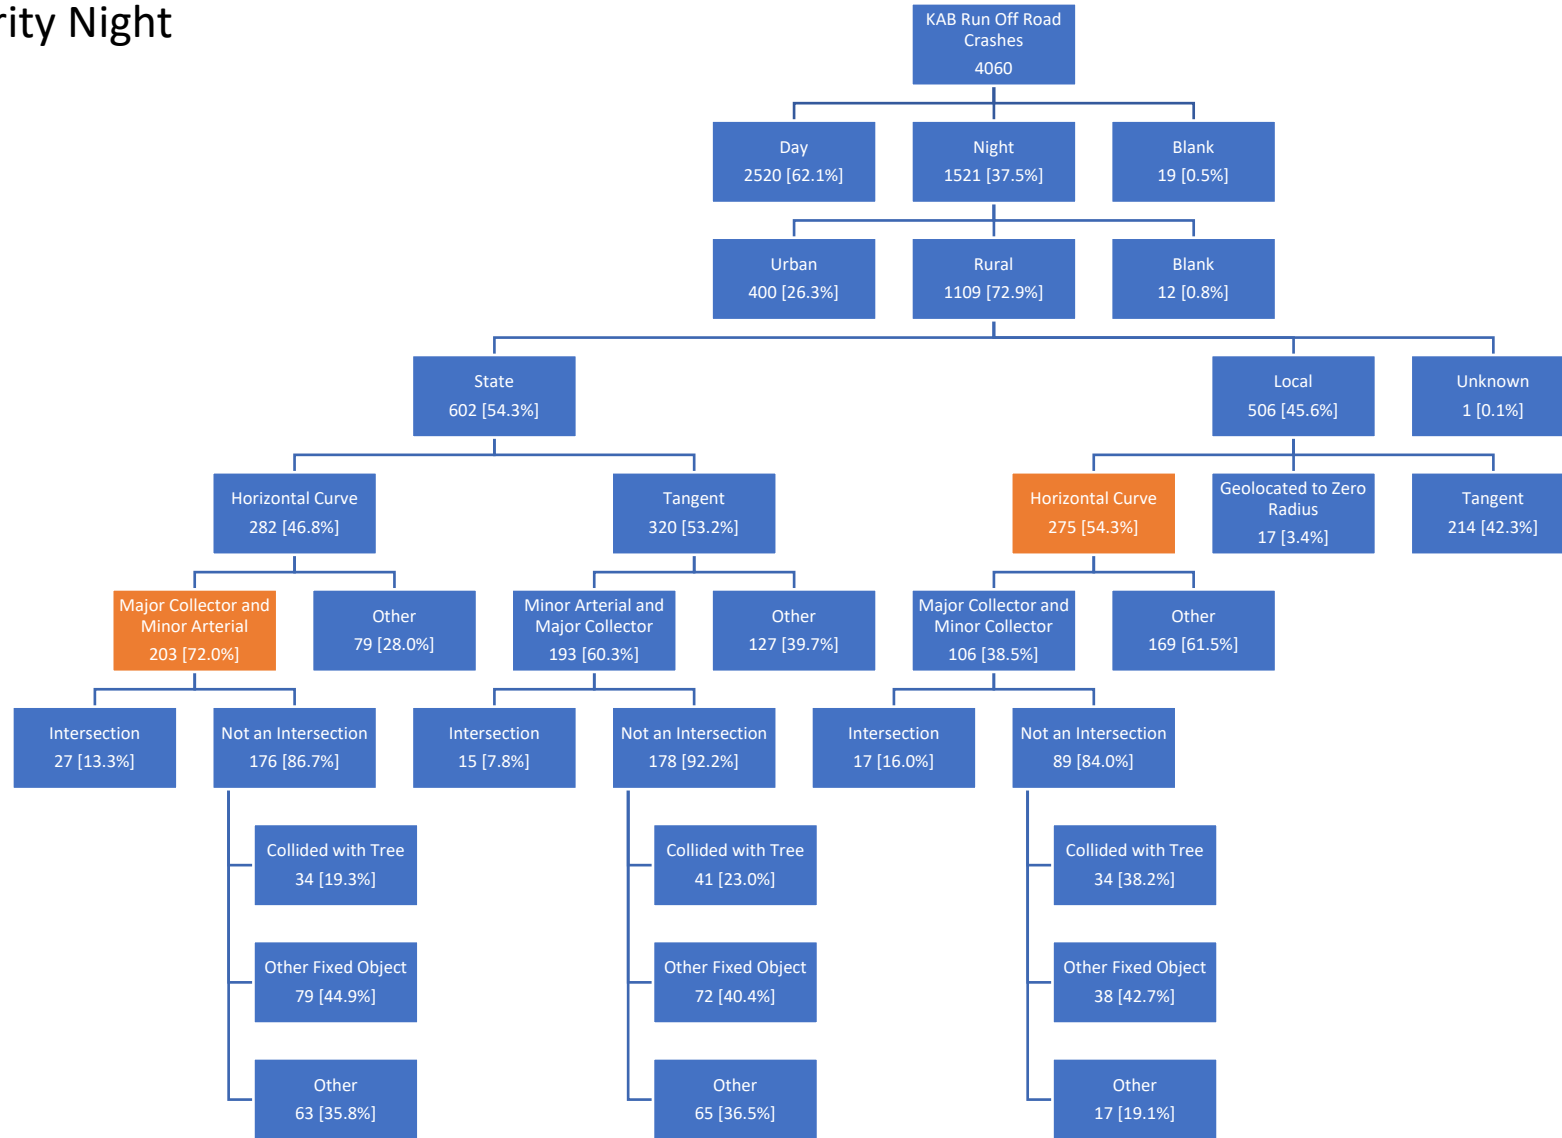 rity Night
KAB Run Off Road
Crashes
4060
Day
2520 [62.1%]
Night
1521 [37.5%]
Blank
19 [0.5%]
Urban
400 [26.3%]
Rural
1109 [72.9%]
Blank
12 [0.8%]
State
602 [54.3%]
Local
506 [45.6%]
Unknown
1 [0.1%]
Horizontal Curve
282 [46.8%]
Tangent
320 [53.2%]
Horizontal Curve
275 [54.3%]
Geolocated to Zero
Radius
17 [3.4%]
Tangent
214 [42.3%]
Major Collector and
Minor Arterial
203 [72.0%]
Other
79 [28.0%]
Minor Arterial and
Major Collector
193 [60.3%]
Other
127 [39.7%]
Major Collector and
Minor Collector
106 [38.5%]
Other
169 [61.5%]
Intersection
27 [13.3%]
Not an Intersection
176 [86.7%]
Intersection
15 [7.8%]
Not an Intersection
178 [92.2%]
Intersection
17 [16.0%]
Not an Intersection
89 [84.0%]
Collided with Tree
34 [19.3%]
Collided with Tree
41 [23.0%]
Collided with Tree
34 [38.2%]
Other Fixed Object
79 [44.9%]
Other Fixed Object
72 [40.4%]
Other Fixed Object
38 [42.7%]
Other
63 [35.8%]
Other
65 [36.5%]
Other
17 [19.1%]